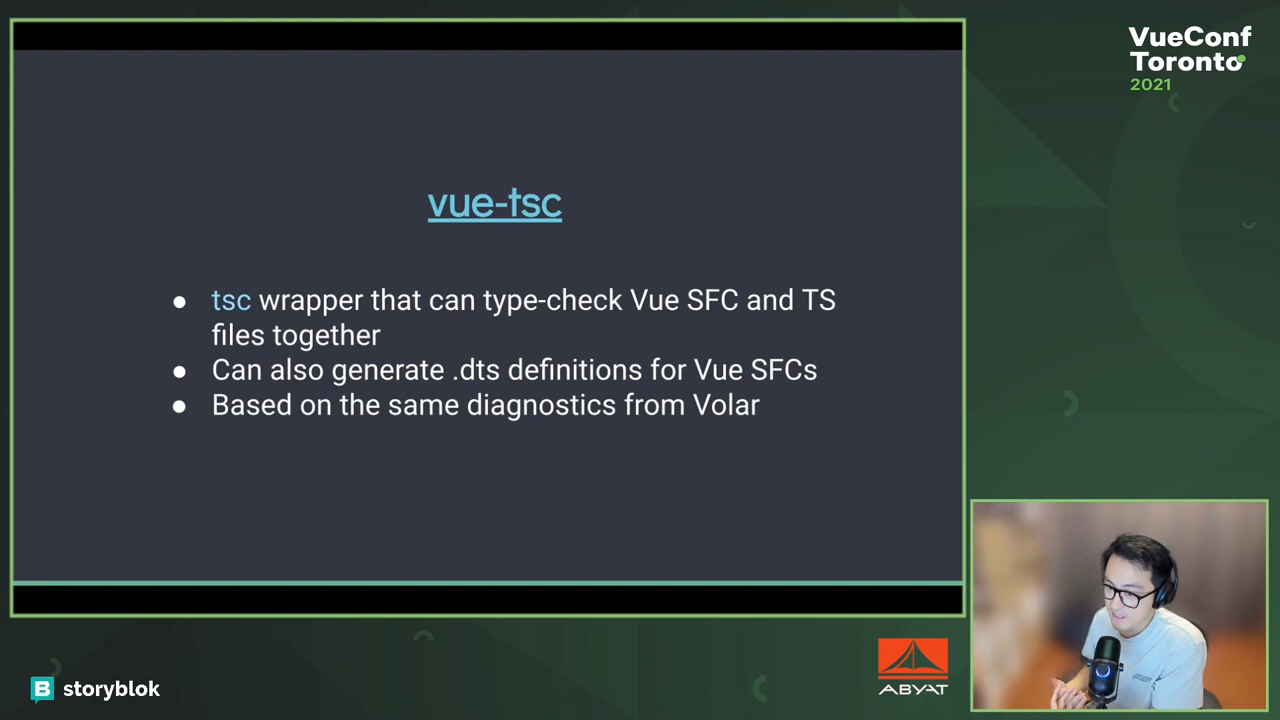 VueConf
Toronto
2021
vue-tsc
● tsc wrapper that can type-check Vue SFC and TS
files together
● Can also generate .dts definitions for Vue SFCs
● Based on the same diagnostics from Volar
B storyblok
ABYAT